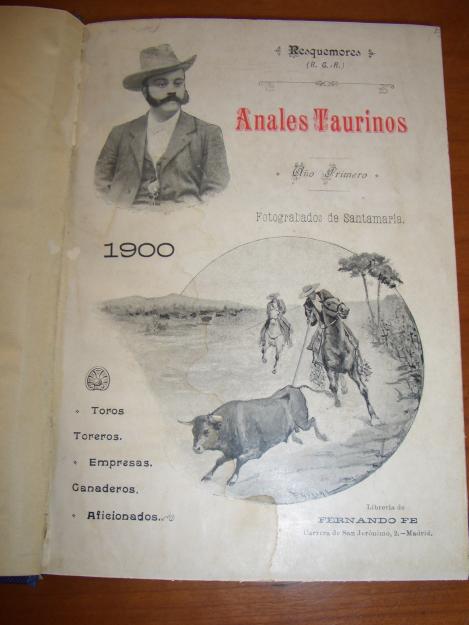 Resquemores
(R. G.-R.)
Anales Taurinos
Año Primero
Fotograbados de Santamaría.
1900
Toros
Toreros.
Empresas.
Ganaderos.
Aficionados.
Librería de
FERNANDO FE
Carrera de San Jerónimo, 2.—Madrid.